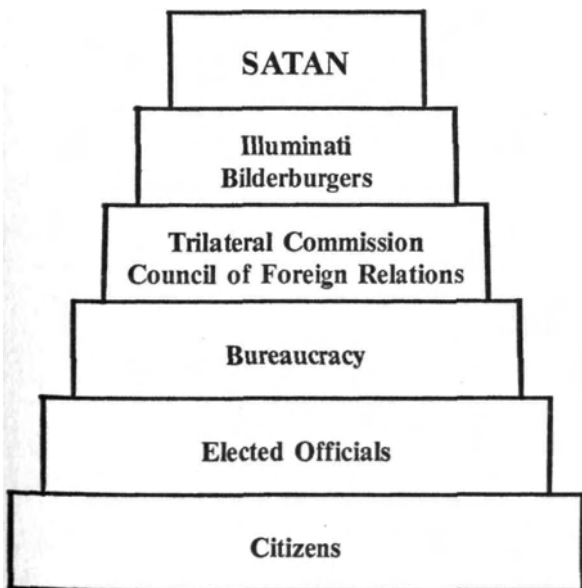 SATAN
Illuminati
Bilderburgers
Trilateral Commission
Council of Foreign Relations
Bureaucracy
Elected Officials
Citizens